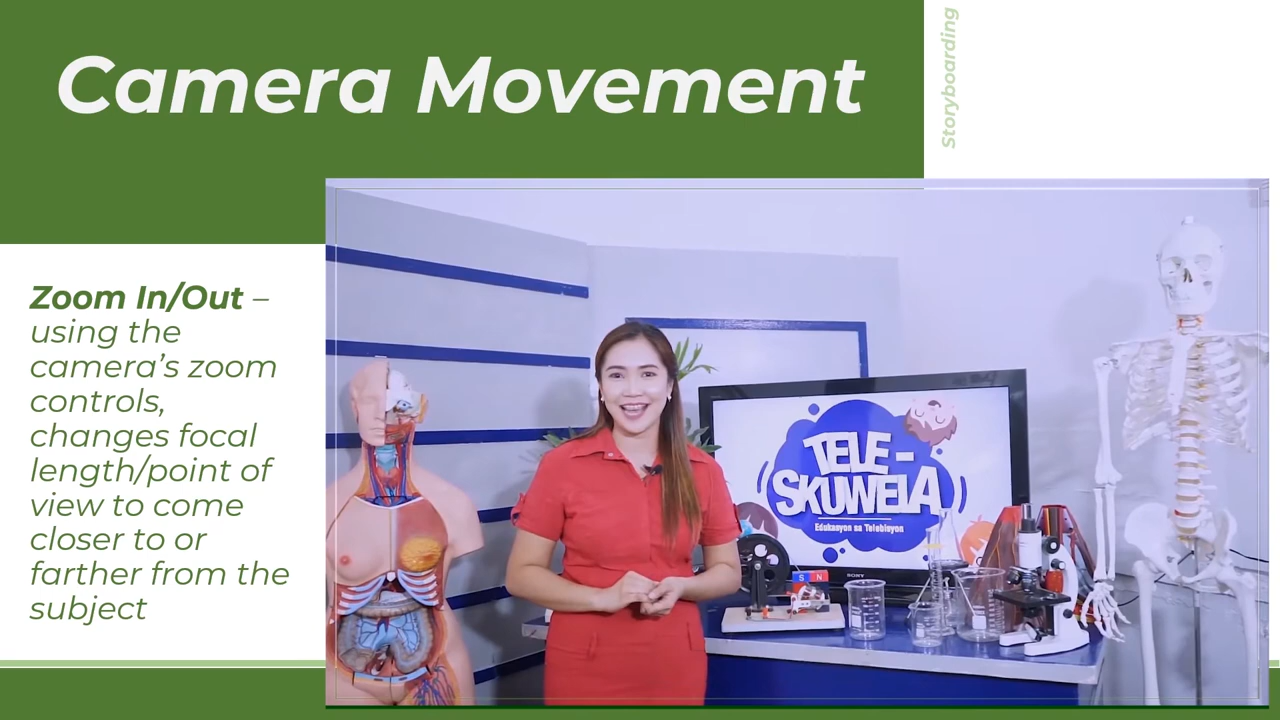 Camera Movement
Storyboarding
Zoom In/Out –
using the
camera’s zoom
controls,
changes focal
length/point of
view to come
closer to or
farther from the
subject
TELE-
SKUWELA
Edukasyon sa Telebisyon
S N
SONY